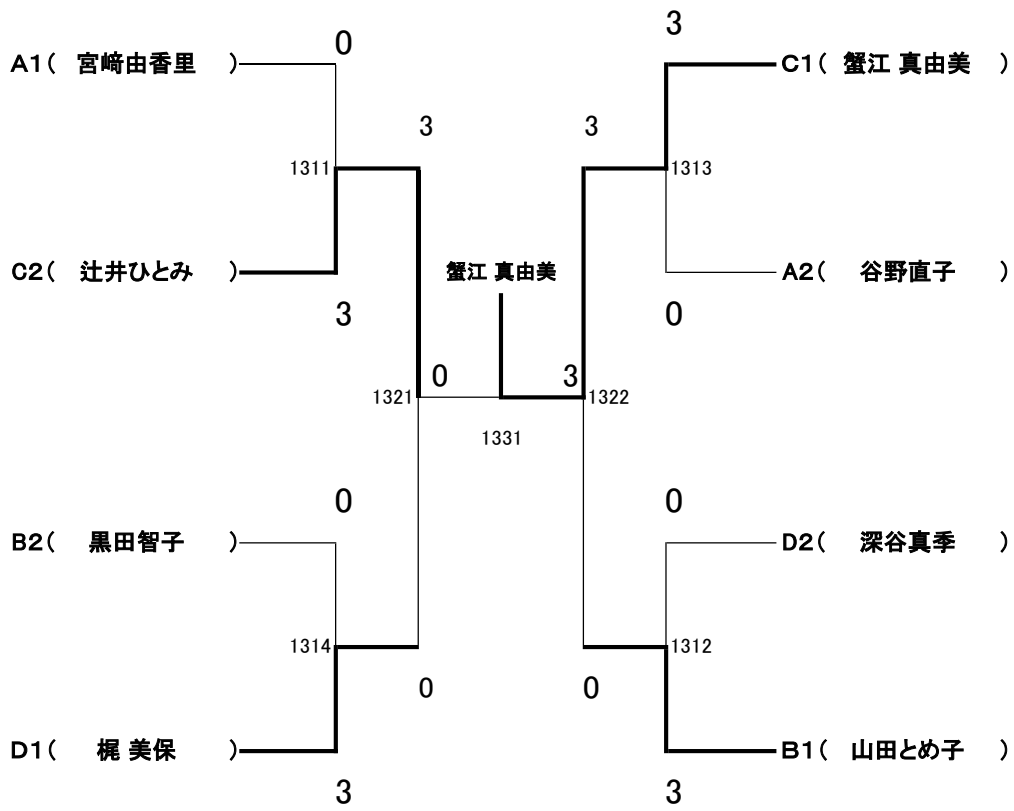 0 3
A1( 宮﨑由香里 ) C1( 蟹江 真由美 )
3 3
1311 1313
C2( 辻井ひとみ ) 蟹江 真由美 A2( 谷野直子 )
3 0
0 3
1321 1322
1331
0 0
B2( 黒田智子 ) D2( 深谷真季 )
1314 1312
0 0
D1( 梶 美保 ) B1( 山田とめ子 )
3 3